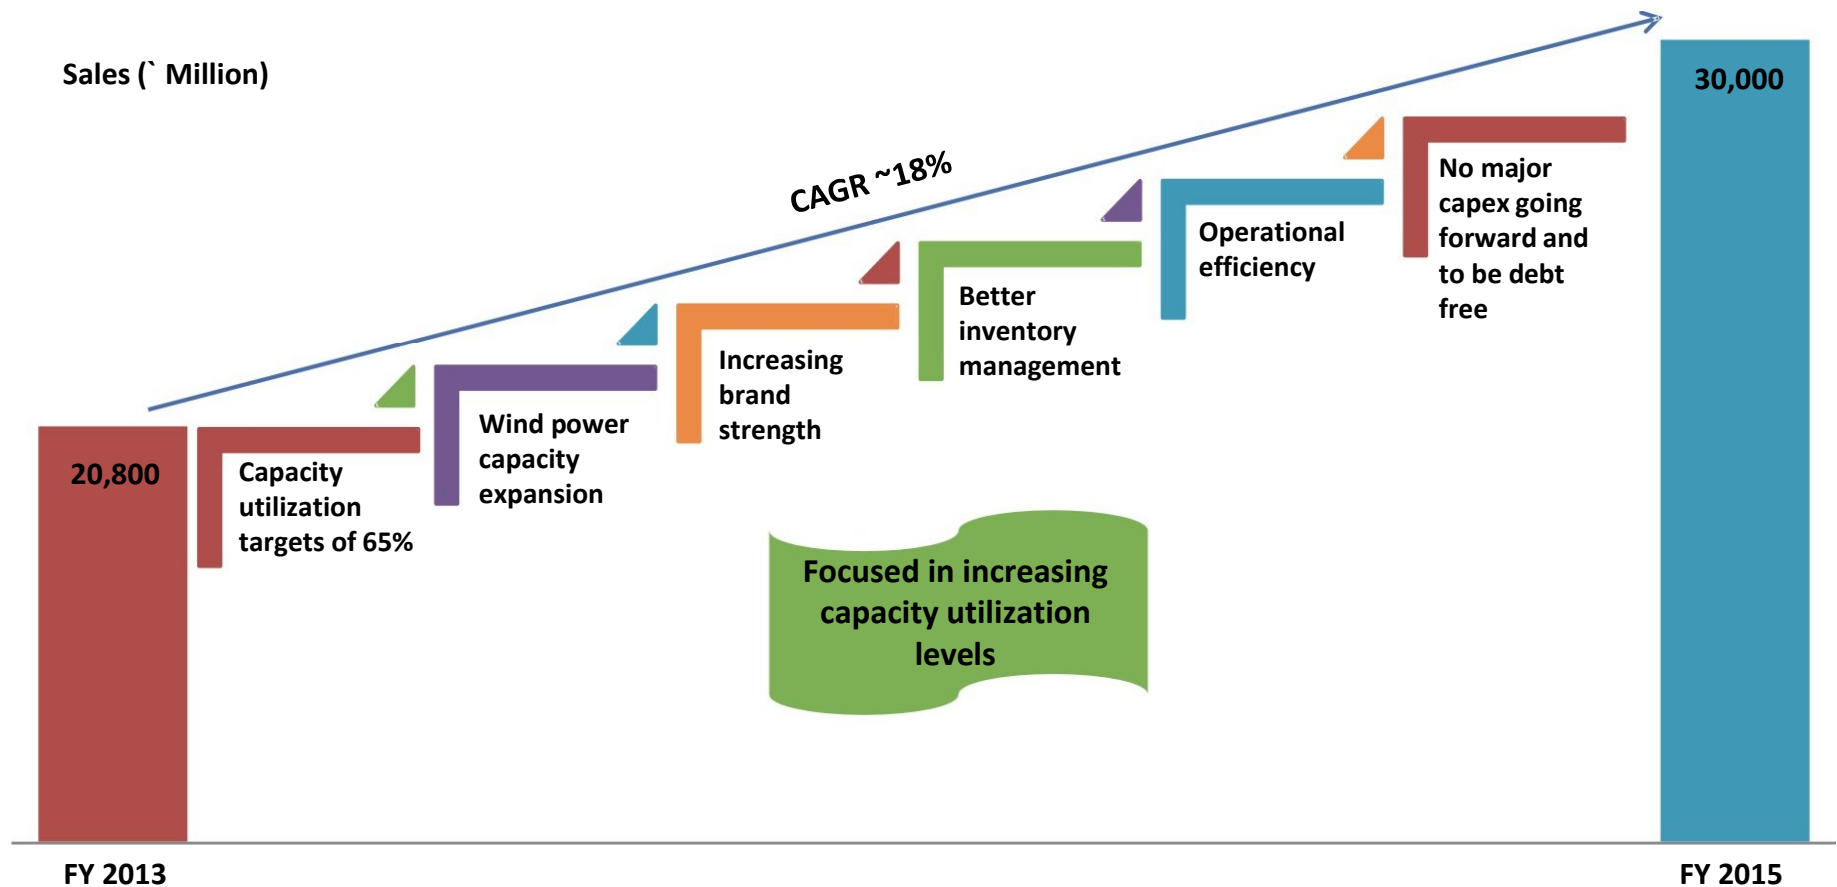 Sales (` Million)
30,000
CAGR ~18%
No major
capex going
forward and
to be debt
free
Operational
efficiency
Better
inventory
management
Increasing
brand
strength
Wind power
capacity
expansion
20,800
Capacity
utilization
targets of 65%
Focused in increasing
capacity utilization
levels
FY 2013
FY 2015